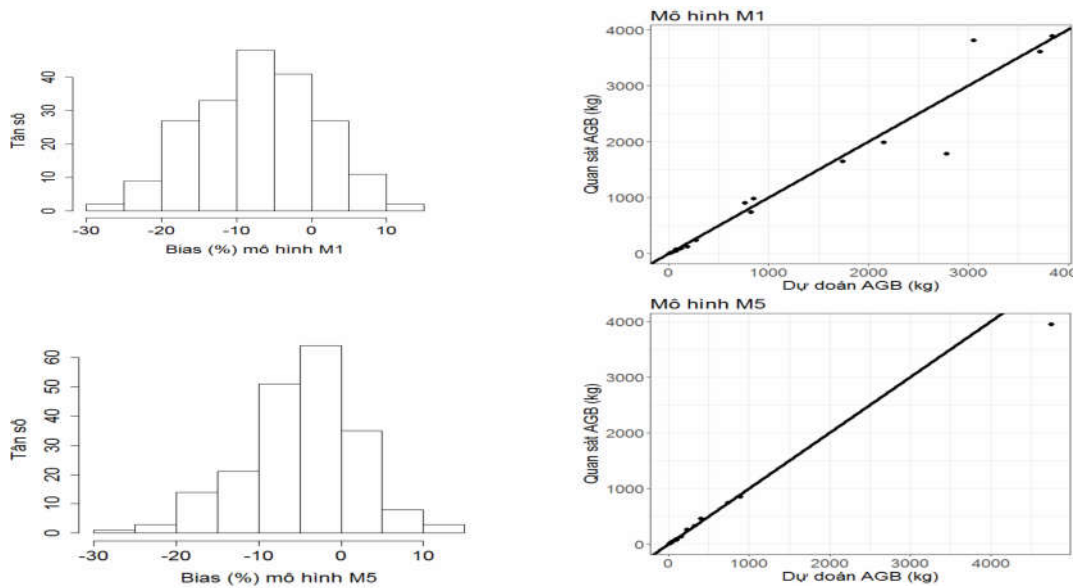 Tần số
0 10 20 30 40
-30 -20 -10 0 10
Bias (%) mô hình M1
Mô hình M1
Quan sát AGB (kg)
4000
3000
2000
1000
0
0 1000 2000 3000 400
Dự đoán AGB (kg)
Tần số
0 10 20 30 40 50 60
-30 -20 -10 0 10
Bias (%) mô hình M5
Mô hình M5
Quan sát AGB (kg)
4000
3000
2000
1000
0
0 1000 2000 3000 4000
Dự đoán AGB (kg)